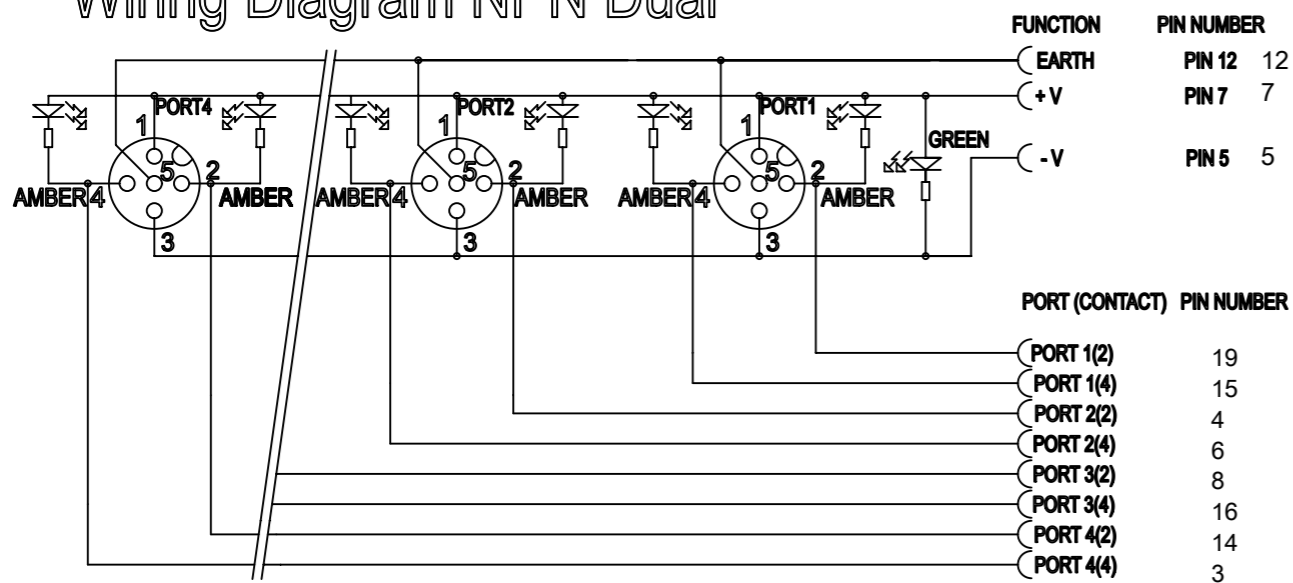 Wiring Diagram NPN Dual
FUNCTION PIN NUMBER
EARTH PIN 12 12
+ V PIN 7 7
- V PIN 5 5
PORT4 PORT2 PORT1
GREEN
1 5 2 1 5 2 1 5 2
AMBER 4 AMBER AMBER 4 AMBER AMBER 4 AMBER
3 3 3
PORT (CONTACT) PIN NUMBER
PORT 1(2) 19
PORT 1(4) 15
PORT 2(2) 4
PORT 2(4) 6
PORT 3(2) 8
PORT 3(4) 16
PORT 4(2) 14
PORT 4(4) 3